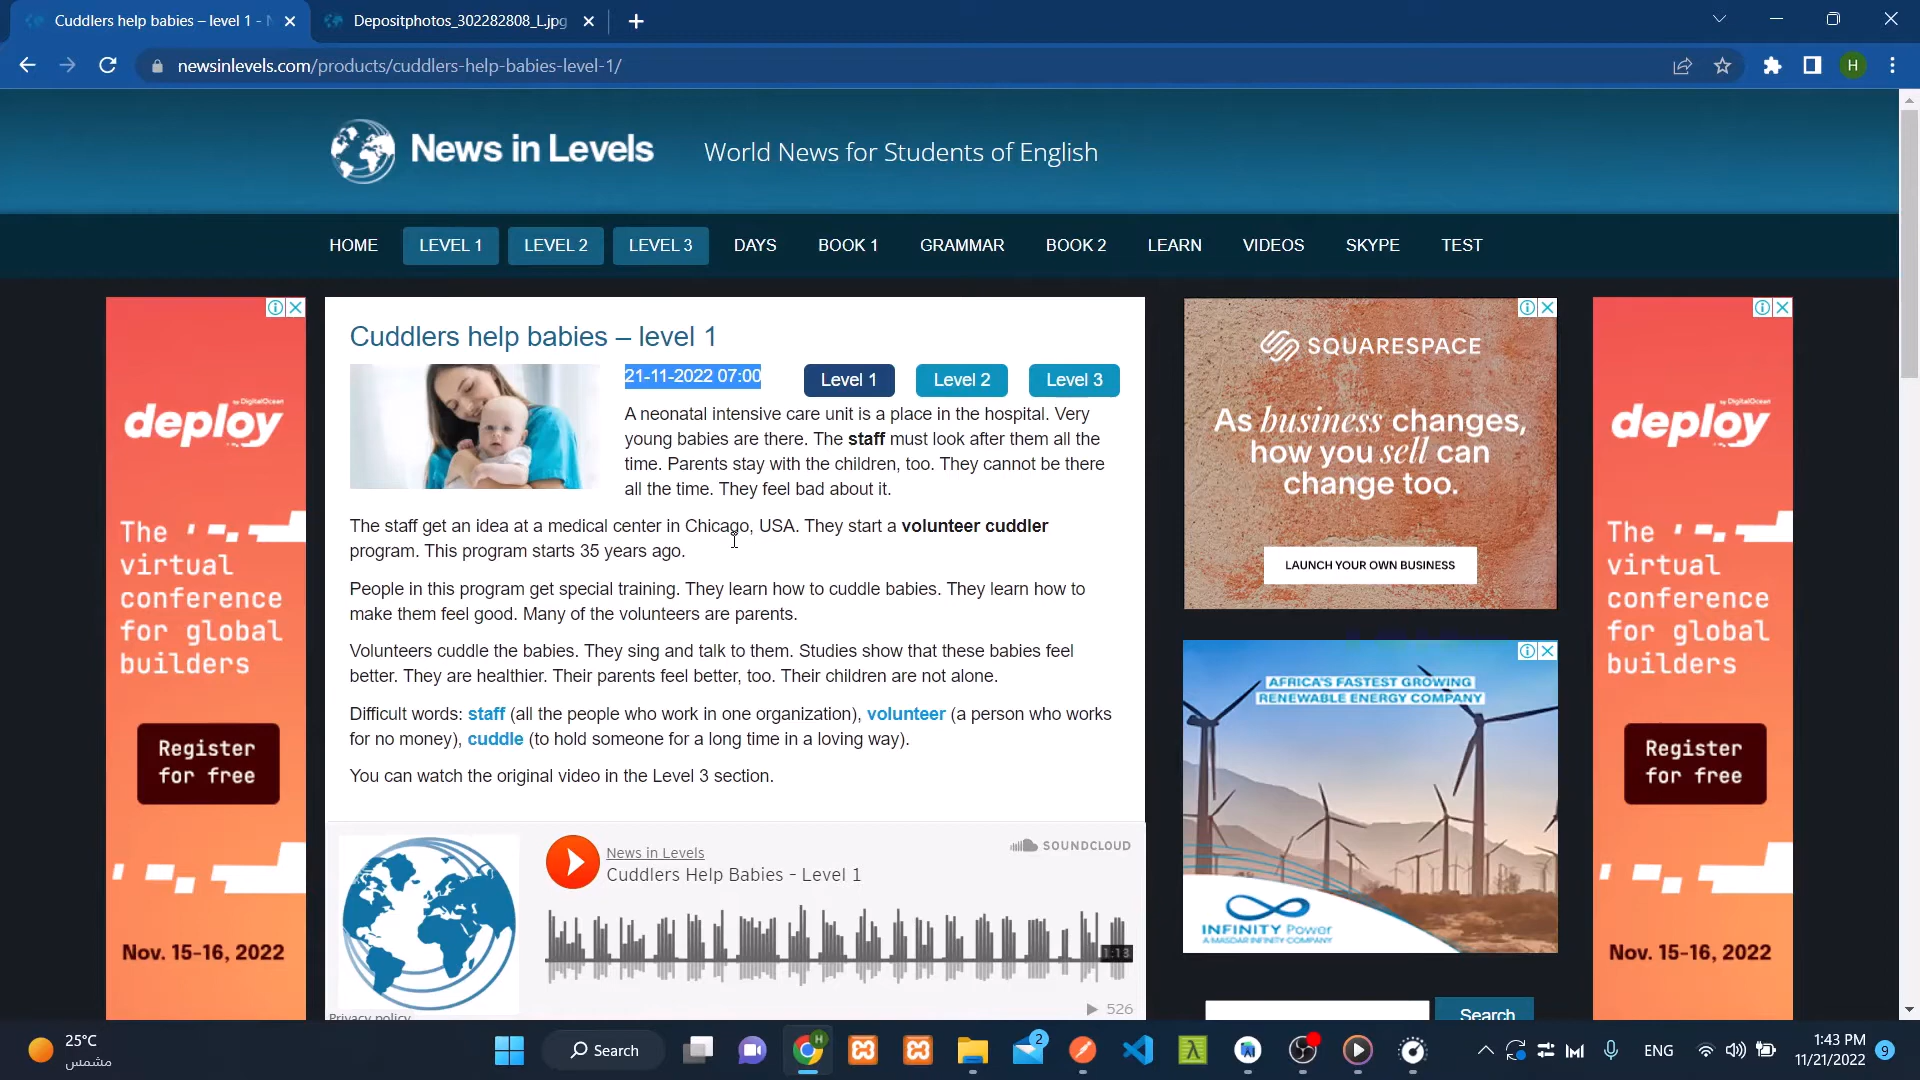 Cuddlers help babies – level 1 - N
Depositphotos_302282808_L.jpg
newsinlevels.com/products/cuddlers-help-babies-level-1/
H
News in Levels
World News for Students of English
HOME LEVEL 1 LEVEL 2 LEVEL 3 DAYS BOOK 1 GRAMMAR BOOK 2 LEARN VIDEOS SKYPE TEST
by DigitalOcean
deploy
The
virtual
conference
for global
builders
Register
for free
Nov. 15-16, 2022
Cuddlers help babies – level 1
21-11-2022 07:00
Level 1 Level 2 Level 3
A neonatal intensive care unit is a place in the hospital. Very
young babies are there. The staff must look after them all the
time. Parents stay with the children, too. They cannot be there
all the time. They feel bad about it.
The staff get an idea at a medical center in Chicago, USA. They start a volunteer cuddler
program. This program starts 35 years ago.
People in this program get special training. They learn how to cuddle babies. They learn how to
make them feel good. Many of the volunteers are parents.
Volunteers cuddle the babies. They sing and talk to them. Studies show that these babies feel
better. They are healthier. Their parents feel better, too. Their children are not alone.
Difficult words: staff (all the people who work in one organization), volunteer (a person who works
for no money), cuddle (to hold someone for a long time in a loving way).
You can watch the original video in the Level 3 section.
News in Levels
Cuddlers Help Babies - Level 1
SOUNDCLOUD
1:13
526
Privacy policy
SQUARESPACE
As business changes,
how you sell can
change too.
LAUNCH YOUR OWN BUSINESS
AFRICA'S FASTEST GROWING
RENEWABLE ENERGY COMPANY
INFINITY Power
A MASDAR INFINITY COMPANY
Search
by DigitalOcean
deploy
The
virtual
conference
for global
builders
Register
for free
Nov. 15-16, 2022
25°C
مشمس
Search
H
2
ENG
1:43 PM
11/21/2022
9